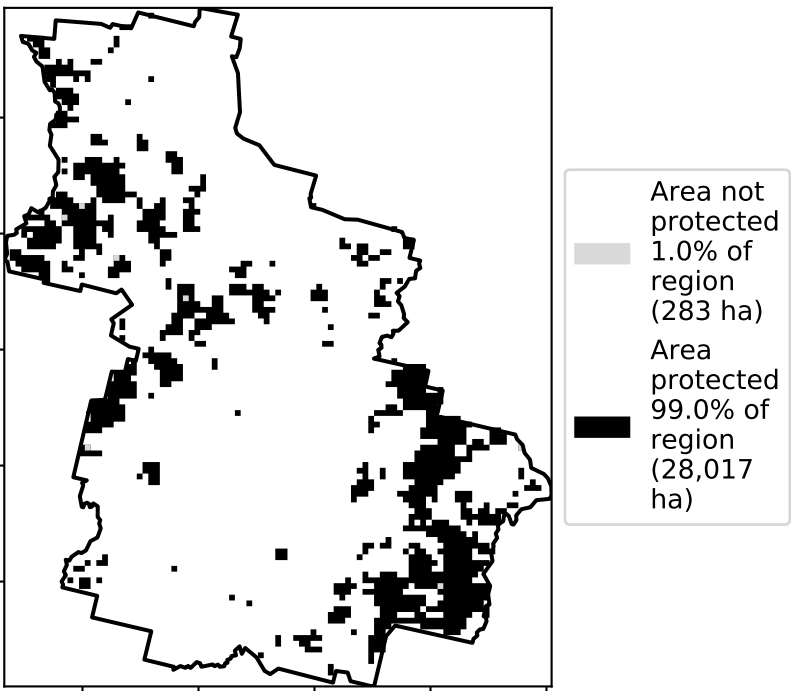 Area not
protected
1.0% of
region
(283 ha)
Area
protected
99.0% of
region
(28,017
ha)